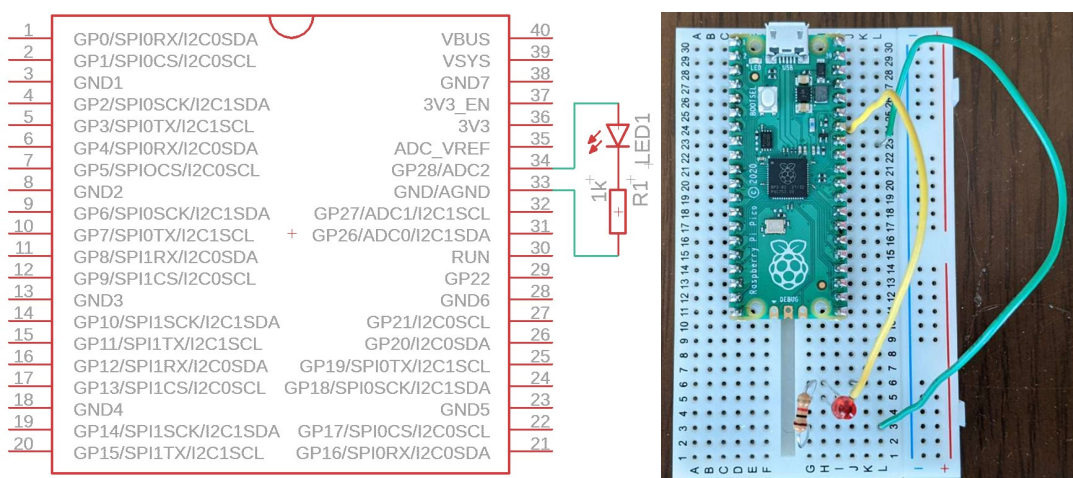 1 GP0/SPI0RX/I2C0SDA VBUS 40
2 GP1/SPI0CS/I2C0SCL VSYS 39
3 GND1 GND7 38
4 GP2/SPI0SCK/I2C1SDA 3V3_EN 37
5 GP3/SPI0TX/I2C1SCL 3V3 36
6 GP4/SPI0RX/I2C0SDA ADC_VREF 35
7 GP5/SPIOCS/I2C0SCL GP28/ADC2 34
8 GND2 GND/AGND 33
9 GP6/SPI0SCK/I2C1SDA GP27/ADC1/I2C1SCL 32
10 GP7/SPI0TX/I2C1SCL GP26/ADC0/I2C1SDA 31
11 GP8/SPI1RX/I2C0SDA RUN 30
12 GP9/SPI1CS/I2C0SCL GP22 29
13 GND3 GND6 28
14 GP10/SPI1SCK/I2C1SDA GP21/I2C0SCL 27
15 GP11/SPI1TX/I2C1SCL GP20/I2C0SDA 26
16 GP12/SPI1RX/I2C0SDA GP19/SPI0TX/I2C1SCL 25
17 GP13/SPI1CS/I2C0SCL GP18/SPI0SCK/I2C1SDA 24
18 GND4 GND5 23
19 GP14/SPI1SCK/I2C1SDA GP17/SPI0CS/I2C0SCL 22
20 GP15/SPI1TX/I2C1SCL GP16/SPI0RX/I2C0SDA 21
LED1
1k
R1
A B C J K L
LED
USB
BOOTSEL
Raspberry Pi Pico © 2020
DEBUG
A B C D E F G H I J K L